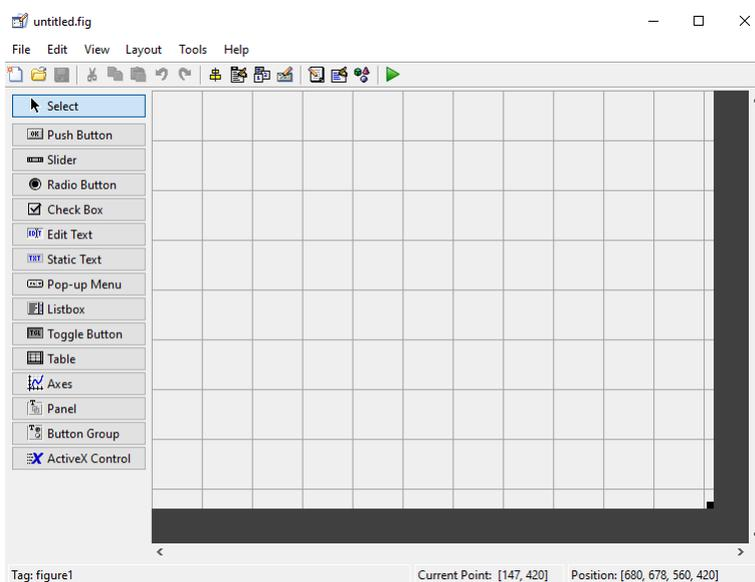 untitled.fig
File Edit View Layout Tools Help
Select
Push Button
Slider
Radio Button
Check Box
Edit Text
Static Text
Pop-up Menu
Listbox
Toggle Button
Table
Axes
Panel
Button Group
ActiveX Control
Tag: figure1 Current Point: [147, 420] Position: [680, 678, 560, 420]